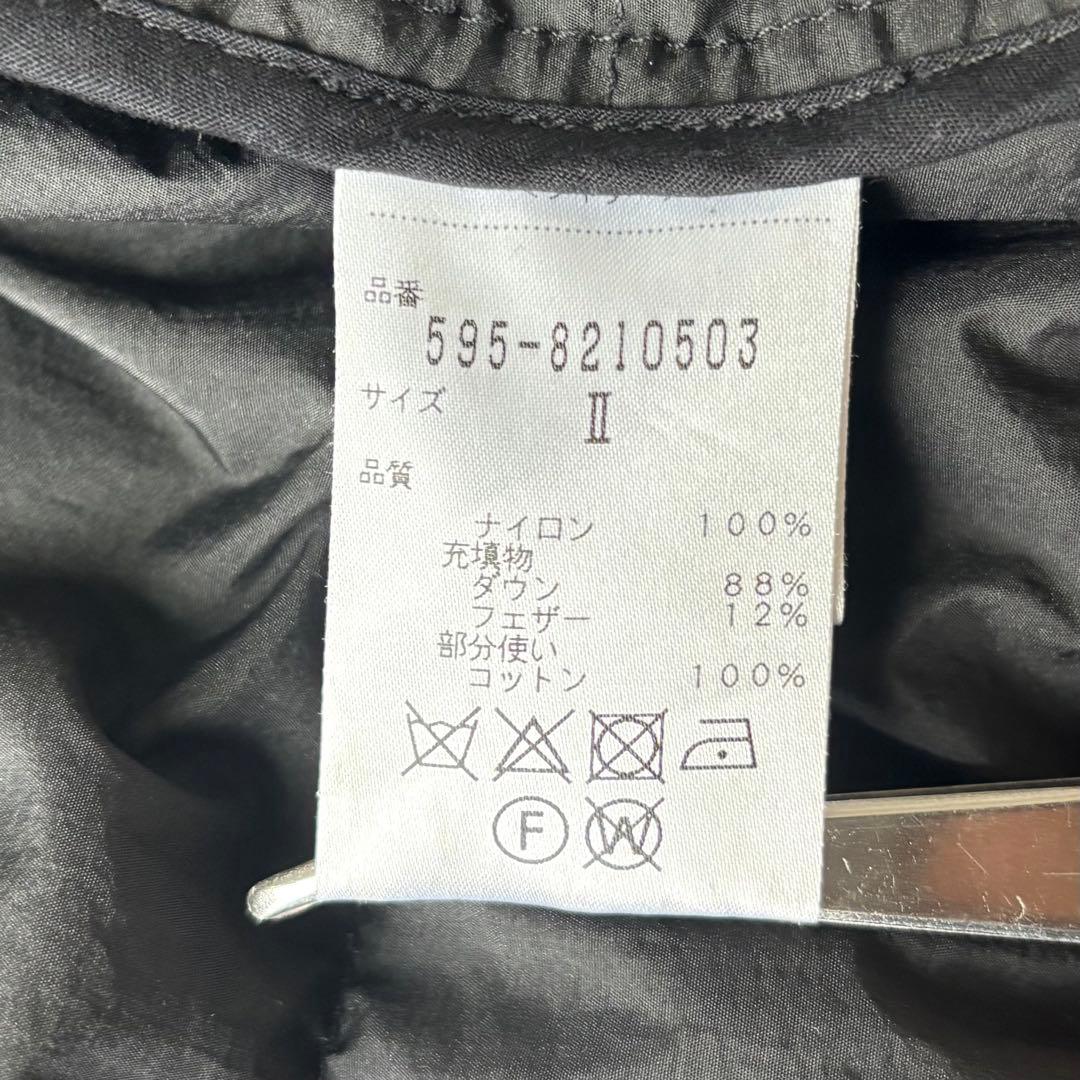 品番
595-8210503
サイズ
Ⅱ
品質
ナイロン 100%
充填物
ダウン 88%
フェザー 12%
部分使い
コットン 100%
F
W